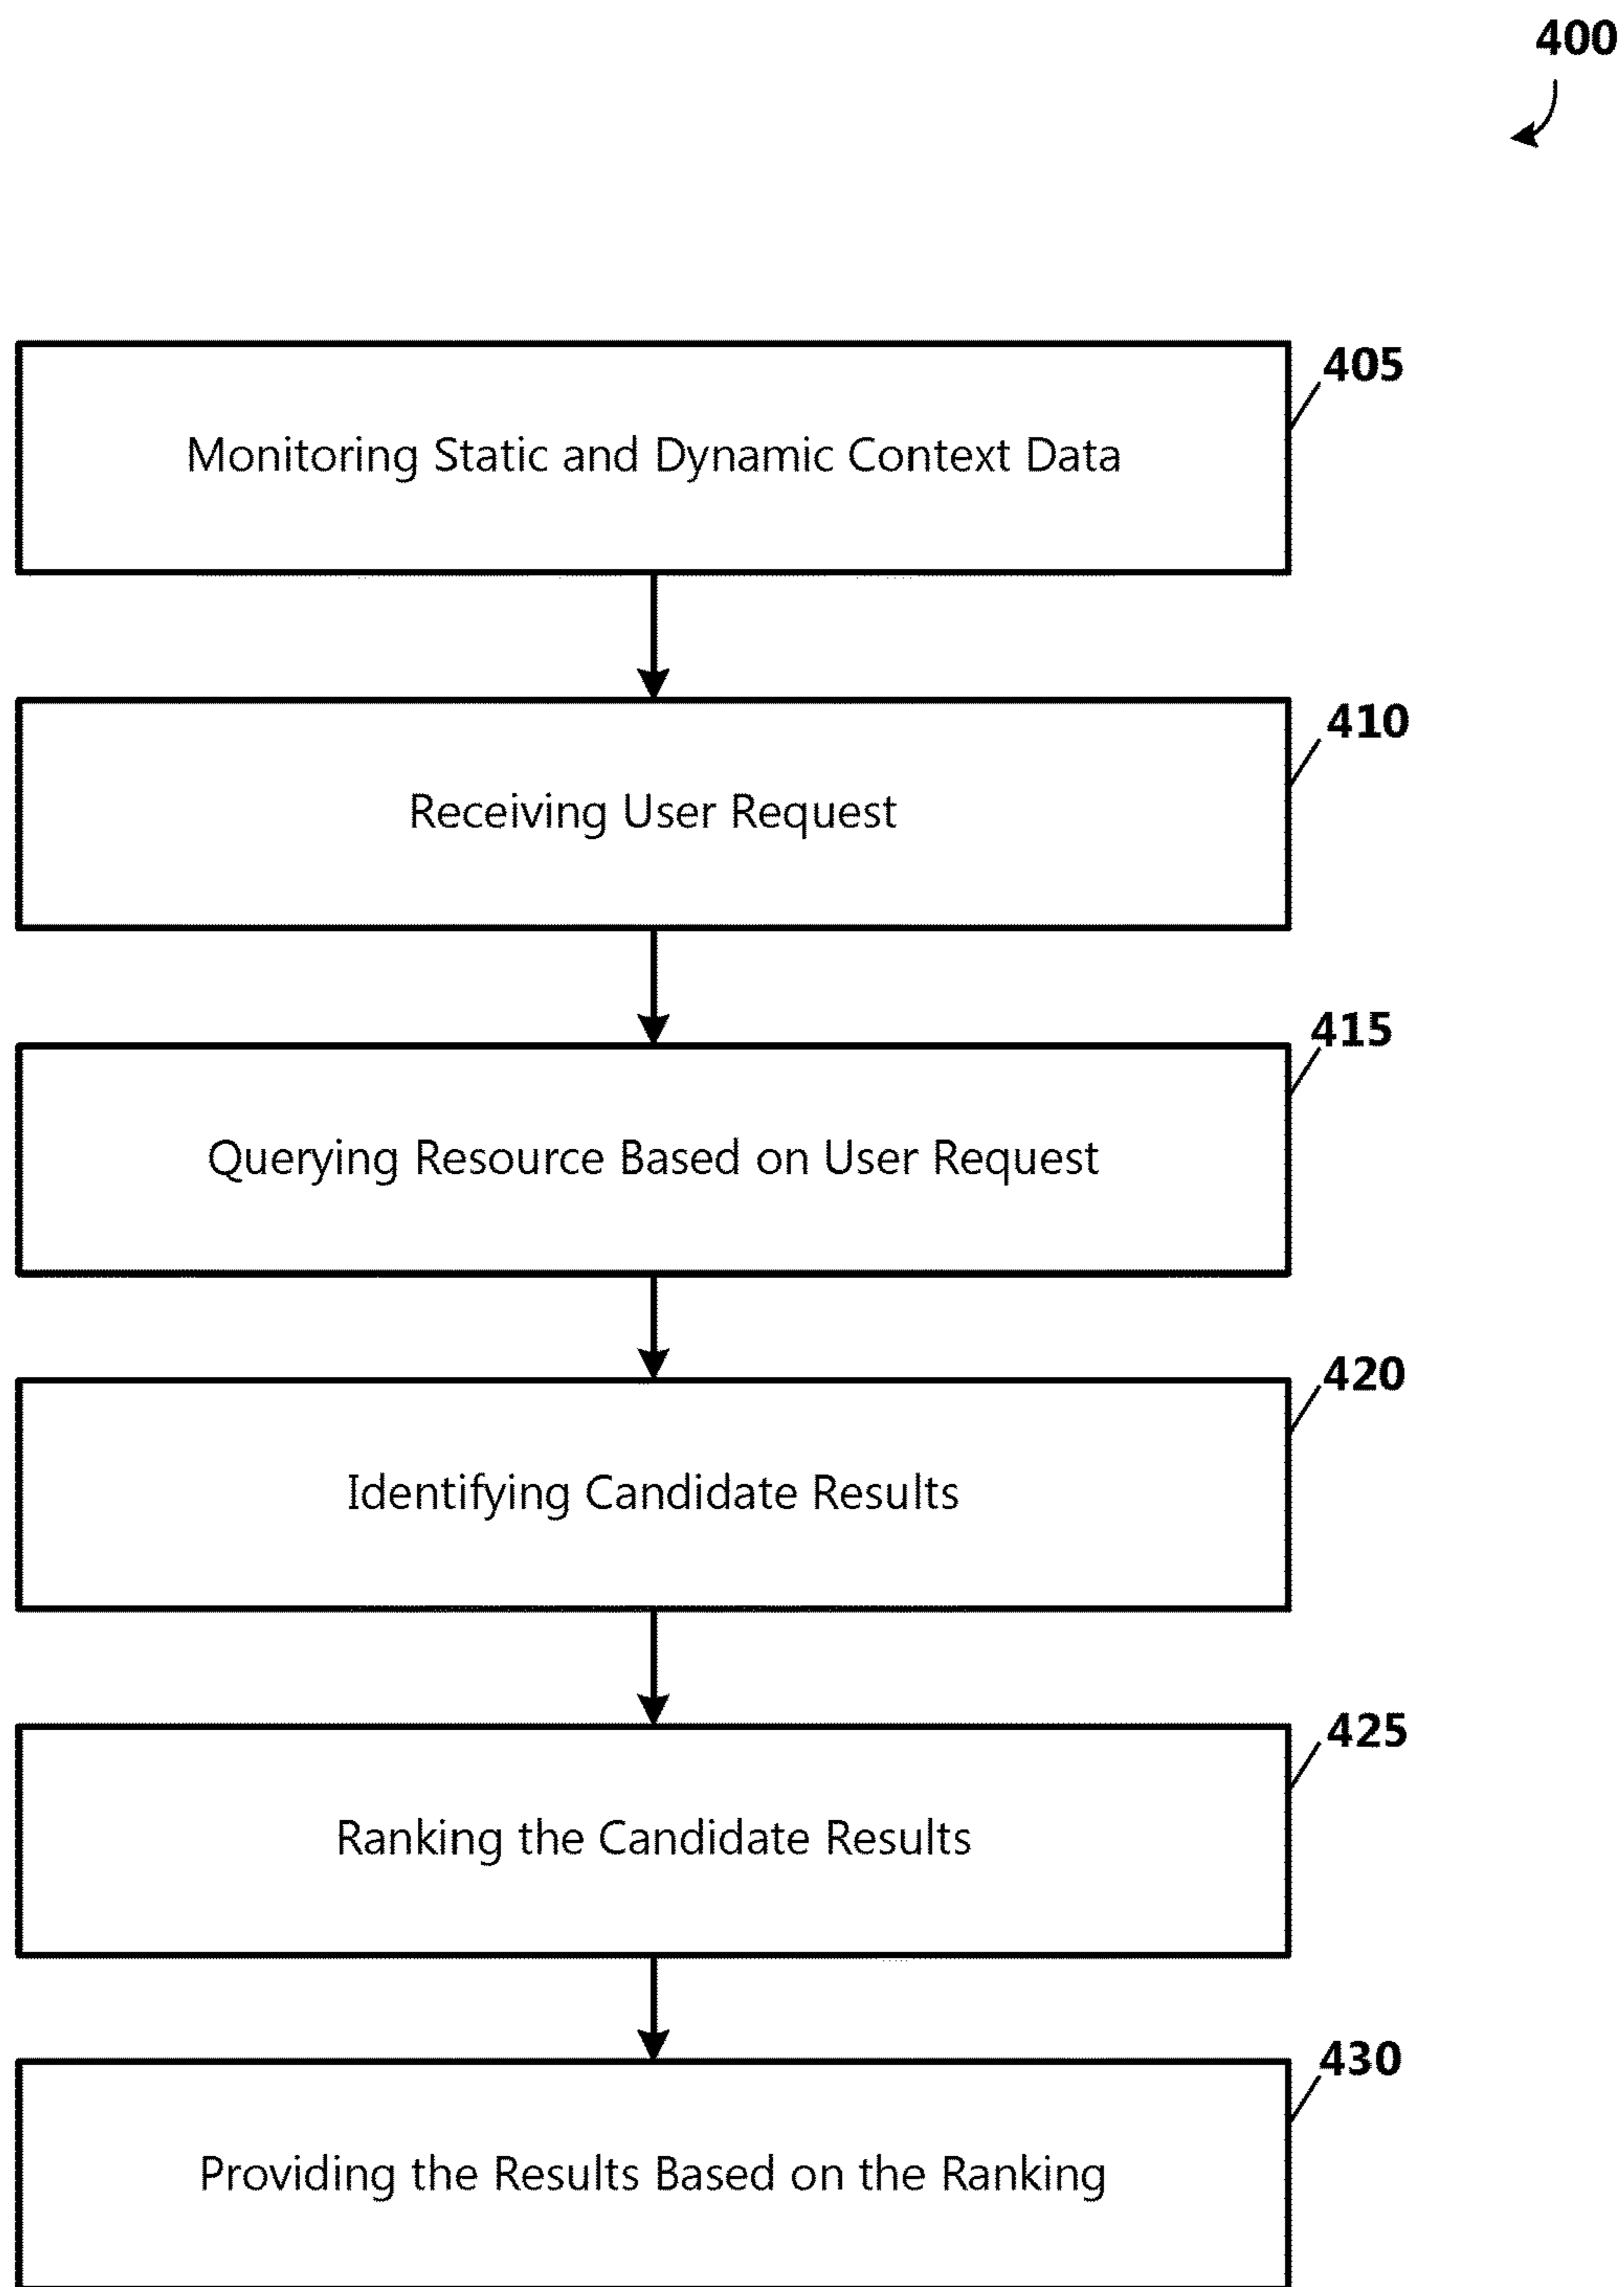 400
405
Monitoring Static and Dynamic Context Data
410
Receiving User Request
415
Querying Resource Based on User Request
420
Identifying Candidate Results
425
Ranking the Candidate Results
430
Providing the Results Based on the Ranking